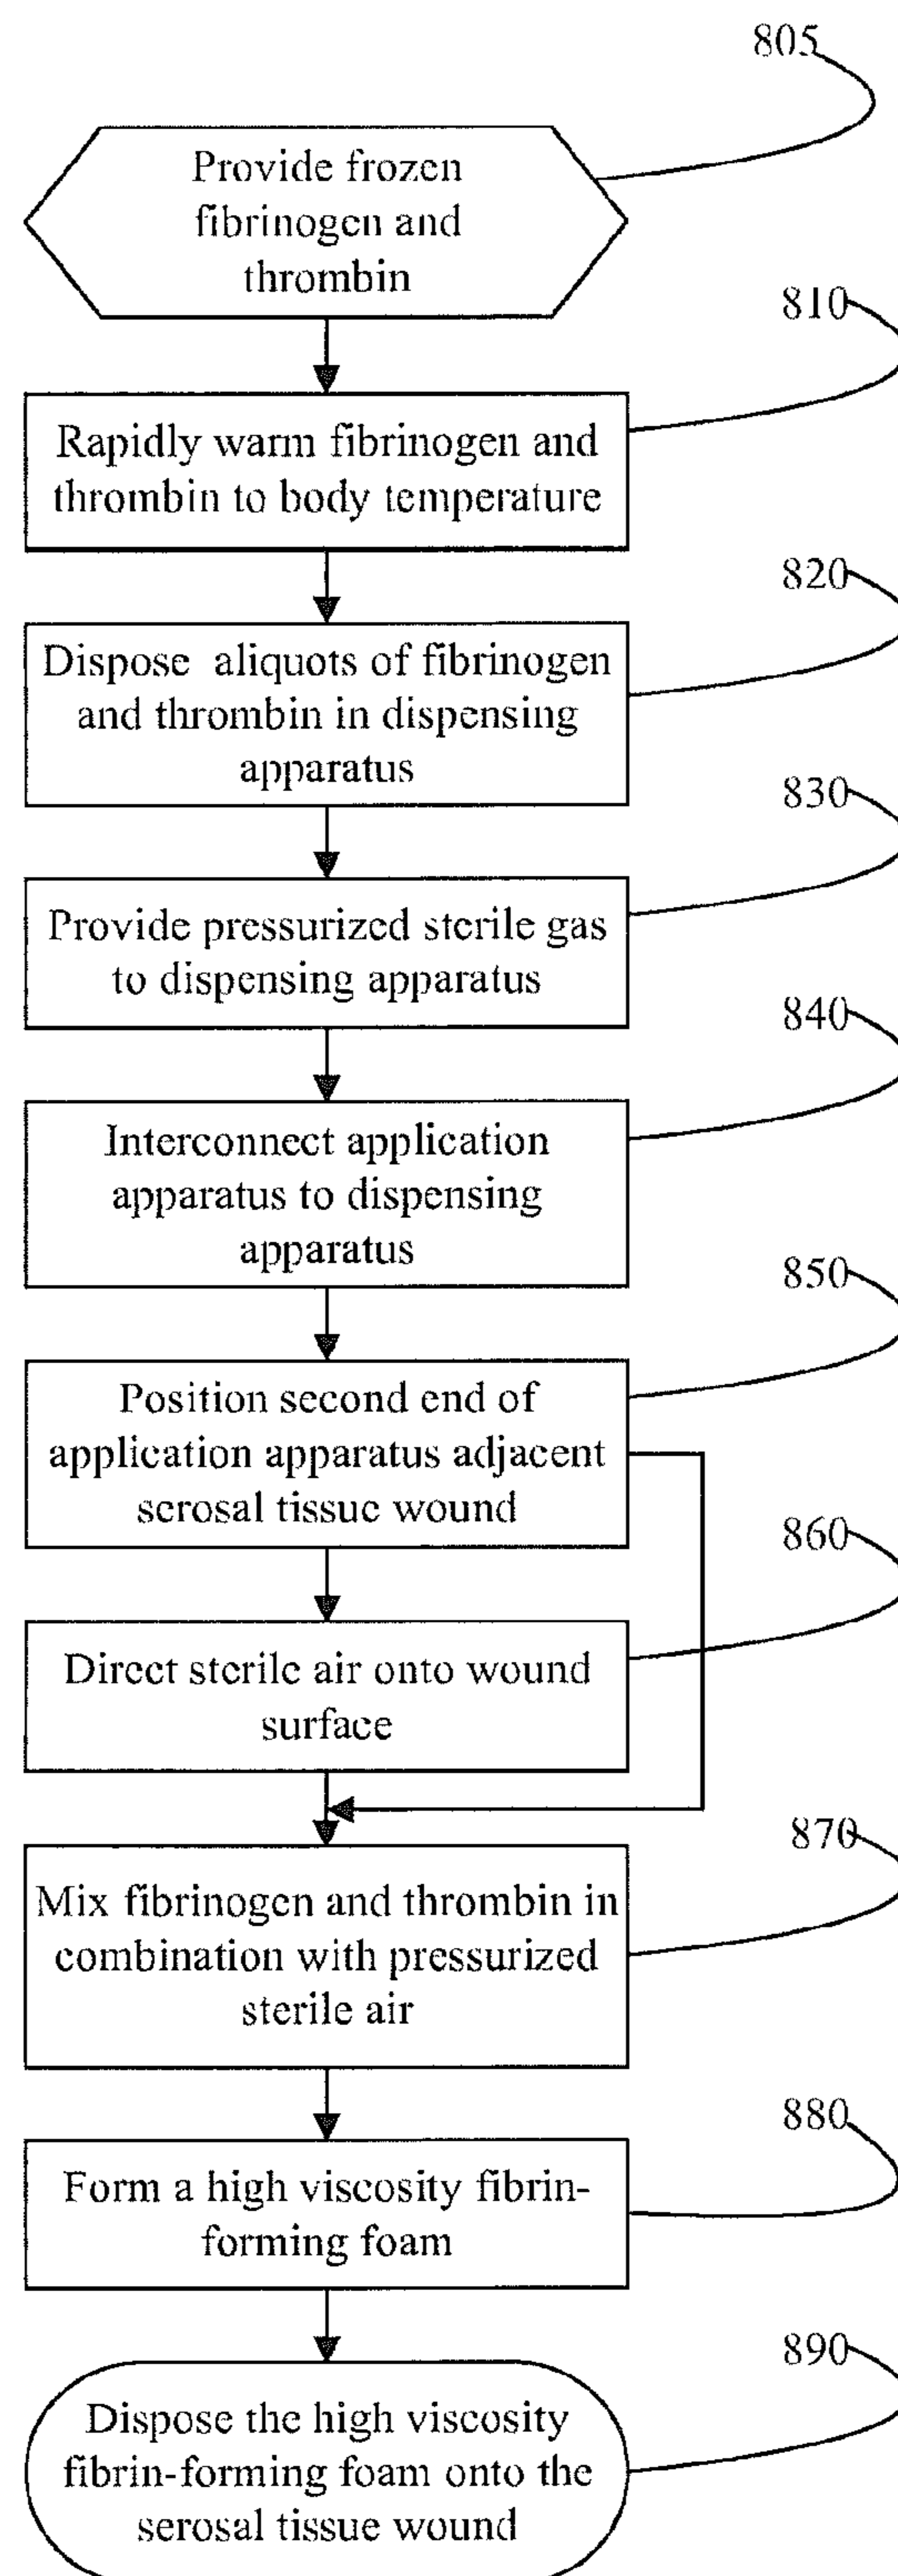 805
Provide frozen
fibrinogen and
thrombin
810
Rapidly warm fibrinogen and
thrombin to body temperature
820
Dispose aliquots of fibrinogen
and thrombin in dispensing
apparatus
830
Provide pressurized sterile gas
to dispensing apparatus
840
Interconnect application
apparatus to dispensing
apparatus
850
Position second end of
application apparatus adjacent
serosal tissue wound
860
Direct sterile air onto wound
surface
870
Mix fibrinogen and thrombin in
combination with pressurized
sterile air
880
Form a high viscosity fibrin-
forming foam
890
Dispose the high viscosity
fibrin-forming foam onto the
serosal tissue wound